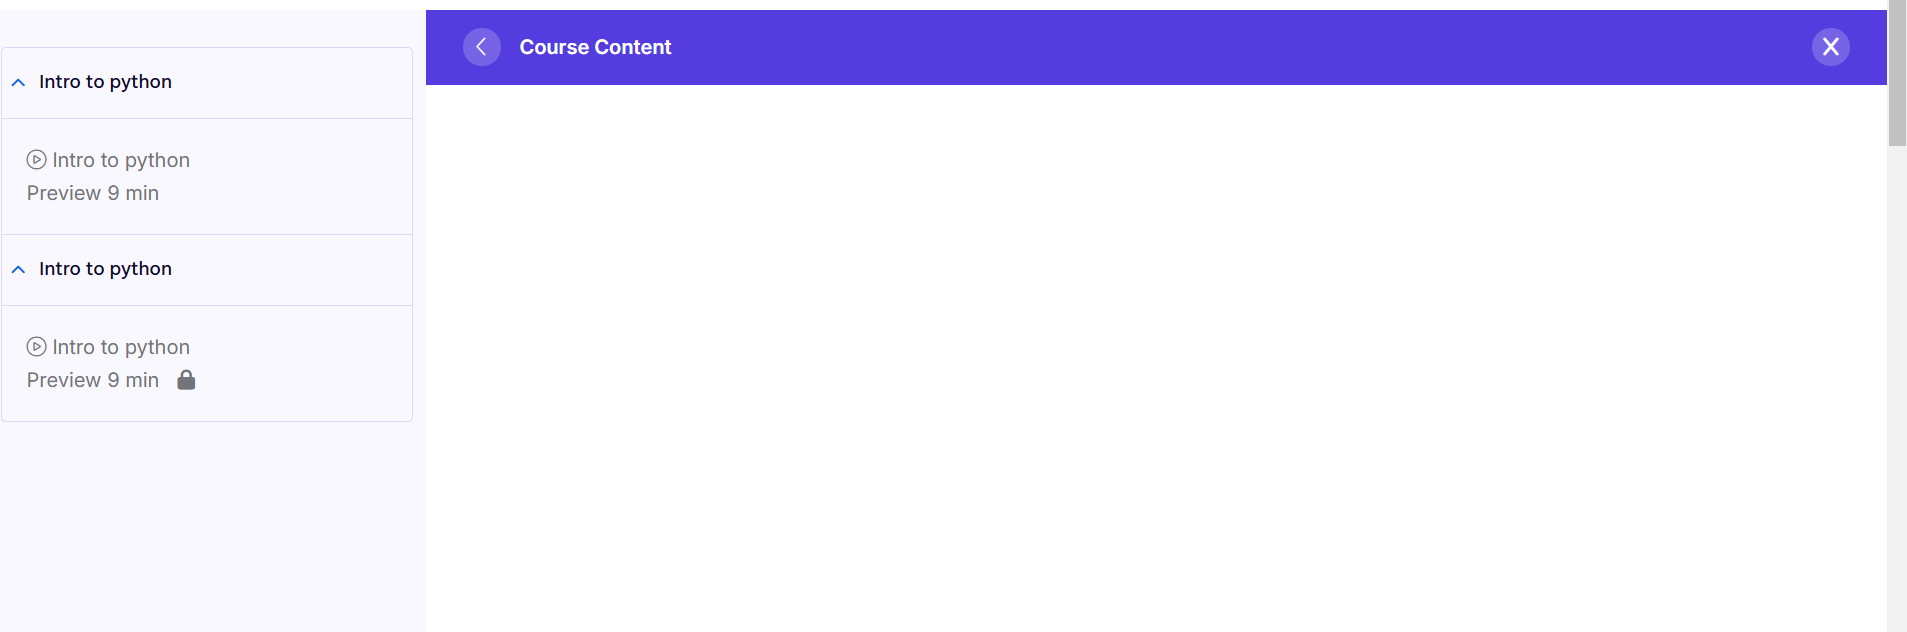 Intro to python
Intro to python
Preview 9 min
Intro to python
Intro to python
Preview 9 min
Course Content